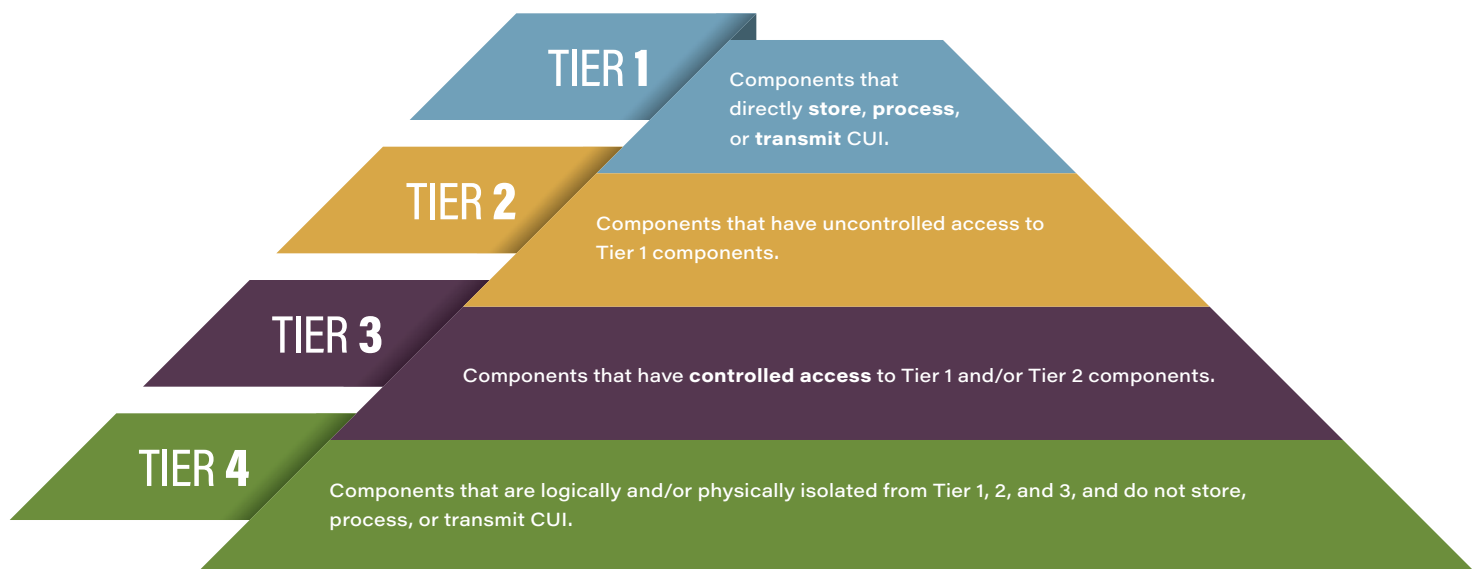 TIER 1
Components that
directly store, process,
or transmit CUI.
TIER 2
Components that have uncontrolled access to
Tier 1 components.
TIER 3
Components that have controlled access to Tier 1 and/or Tier 2 components.
TIER 4
Components that are logically and/or physically isolated from Tier 1, 2, and 3, and do not store,
process, or transmit CUI.